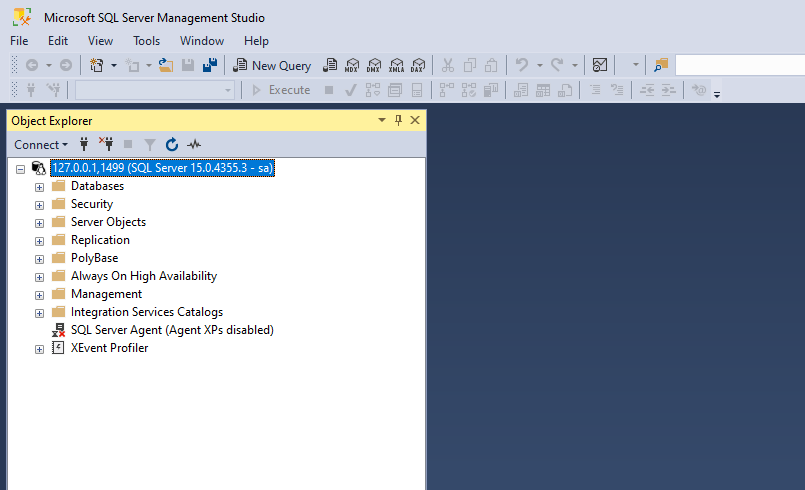 Microsoft SQL Server Management Studio
File Edit View Tools Window Help
New Query MDX DMX XMLA DAX
Execute
Object Explorer
Connect
127.0.0.1,1499 (SQL Server 15.0.4355.3 - sa)
Databases
Security
Server Objects
Replication
PolyBase
Always On High Availability
Management
Integration Services Catalogs
SQL Server Agent (Agent XPs disabled)
XEvent Profiler